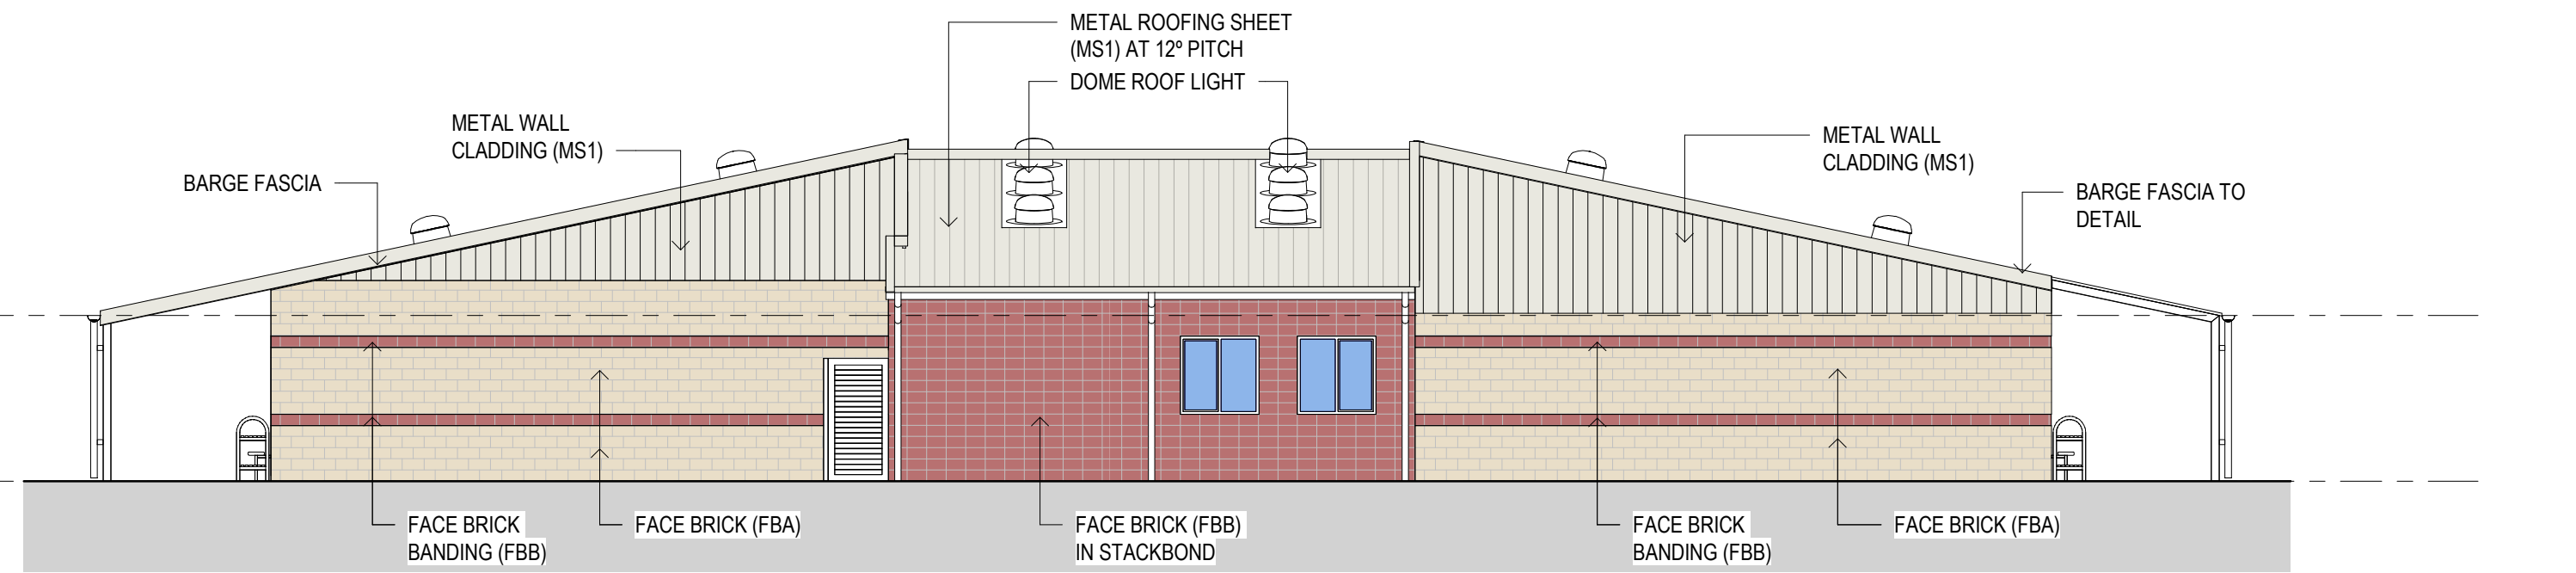 METAL ROOFING SHEET
(MS1) AT 12º PITCH
DOME ROOF LIGHT
METAL WALL
CLADDING (MS1)
METAL WALL
CLADDING (MS1)
BARGE FASCIA
BARGE FASCIA TO
DETAIL
FACE BRICK
BANDING (FBB)
FACE BRICK (FBA)
FACE BRICK (FBB)
IN STACKBOND
FACE BRICK
BANDING (FBB)
FACE BRICK (FBA)